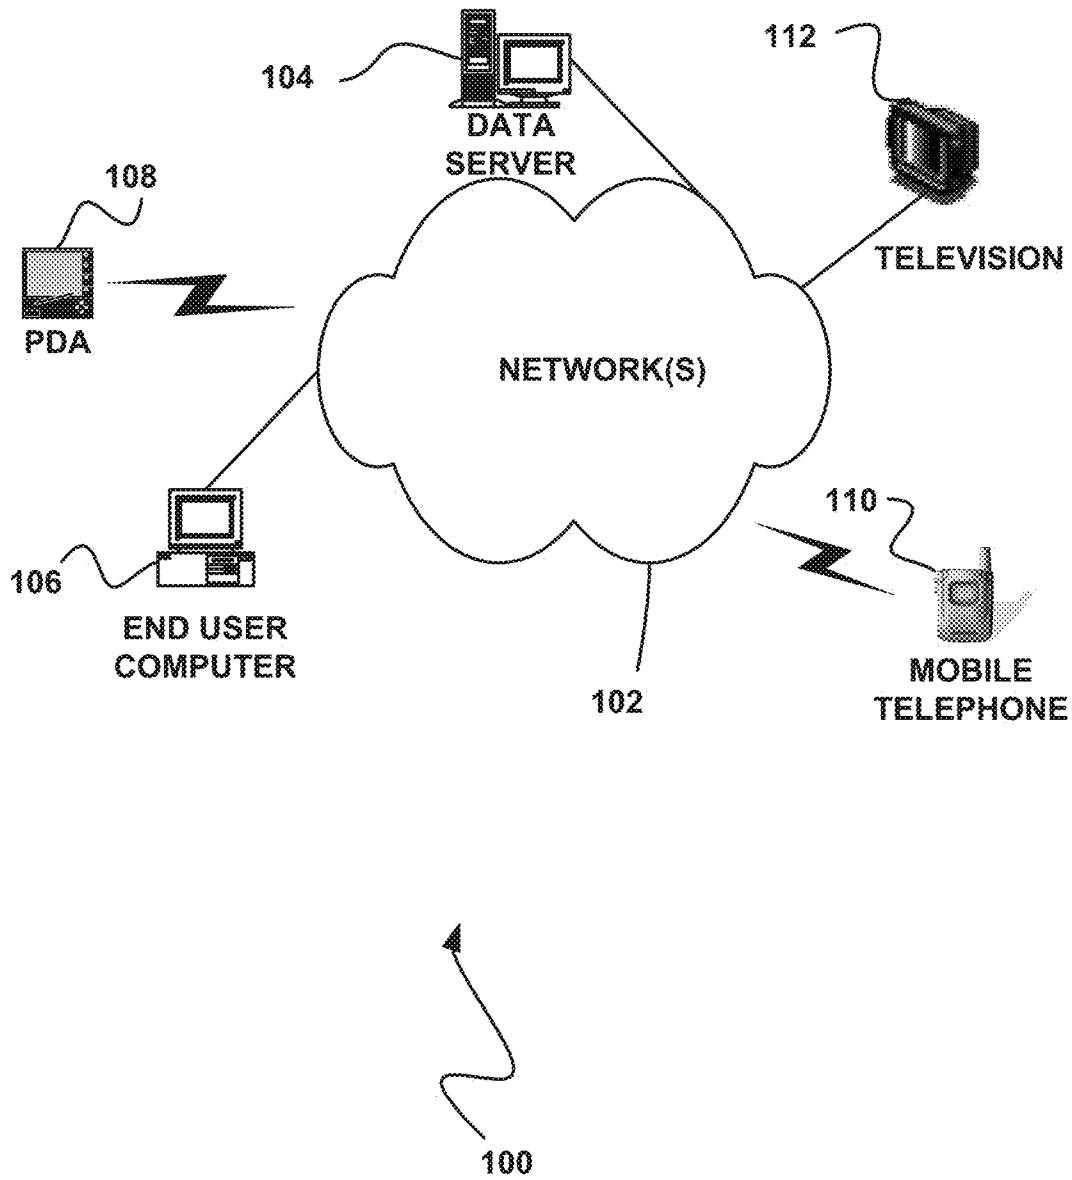 112
104
DATA
SERVER
108
TELEVISION
PDA
NETWORK(S)
110
106
END USER
COMPUTER
MOBILE
TELEPHONE
102
100